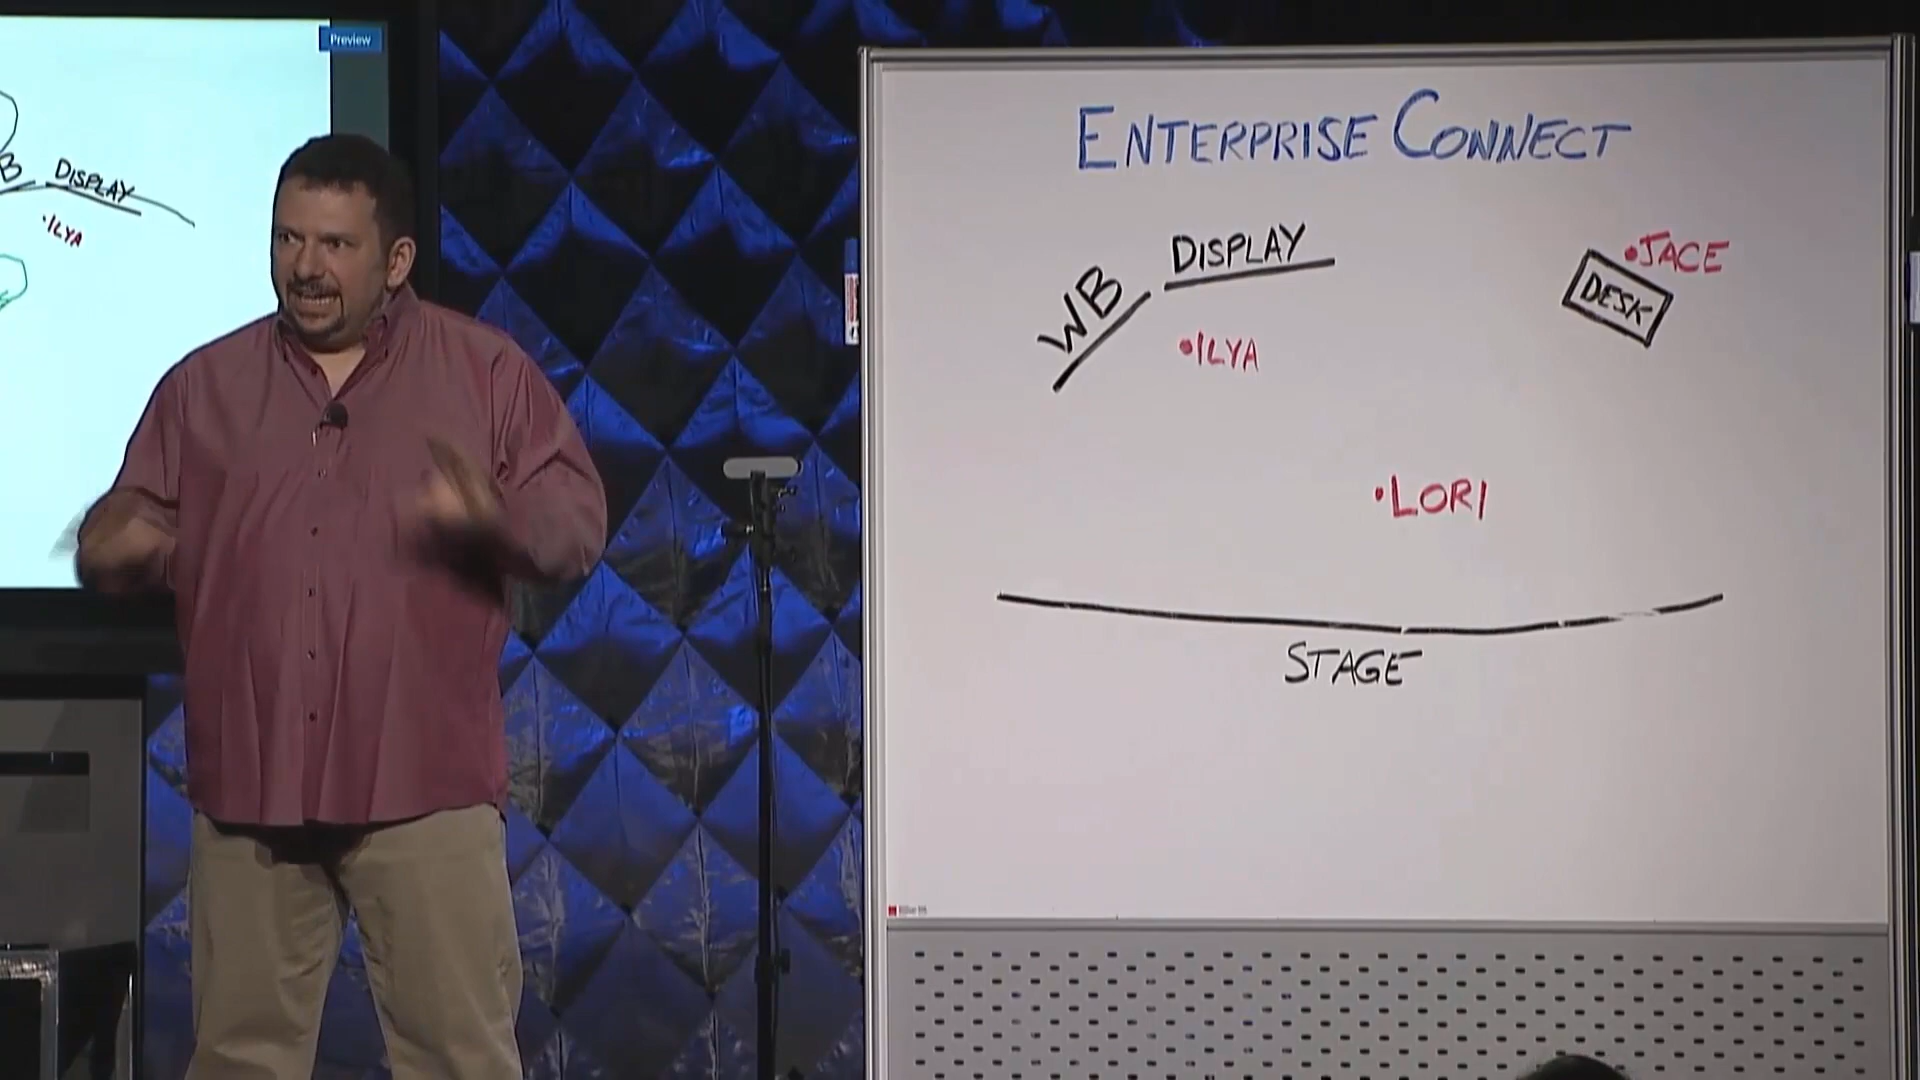 Preview
B DISPLAY
•ILYA
ENTERPRISE CONNECT
WB DISPLAY
•JACE
DESK
•ILYA
•LORI
STAGE